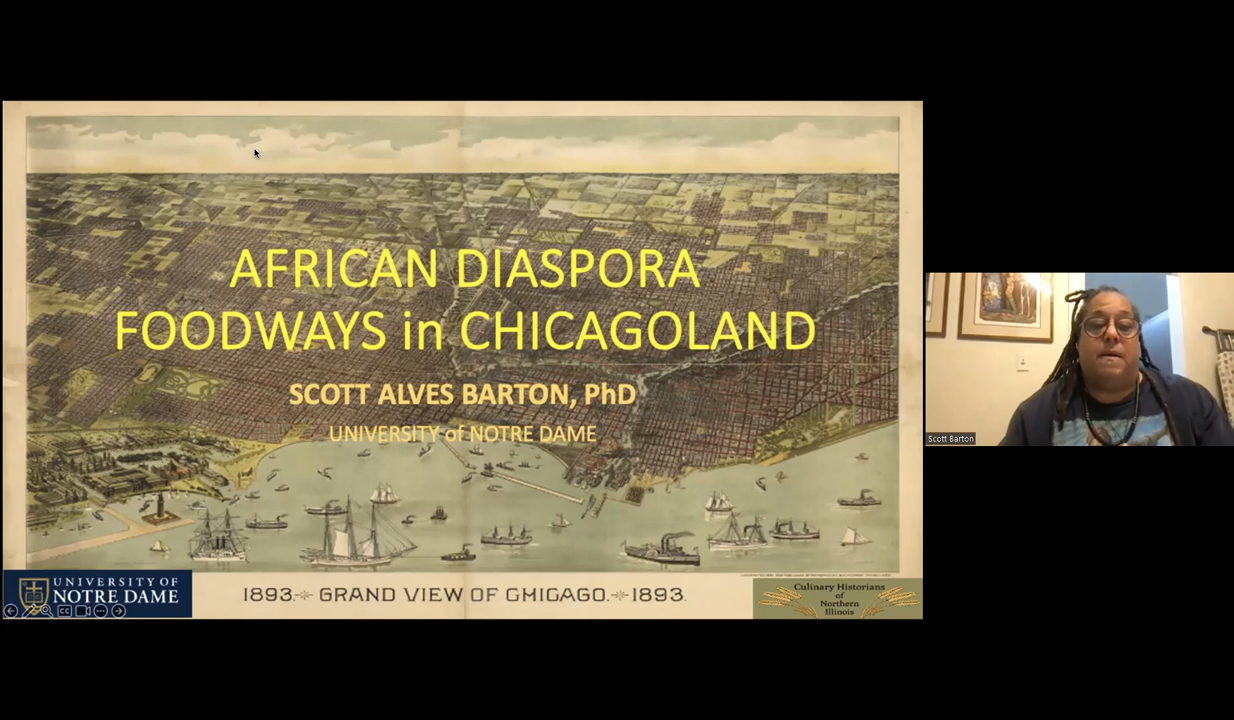 AFRICAN DIASPORA
FOODWAYS in CHICAGOLAND
SCOTT ALVES BARTON, PhD
UNIVERSITY of NOTRE DAME
UNIVERSITY OF
NOTRE DAME
1893. GRAND VIEW OF CHICAGO. 1893.
Culinary Historians
of
Northern
Illinois
Scott Barton